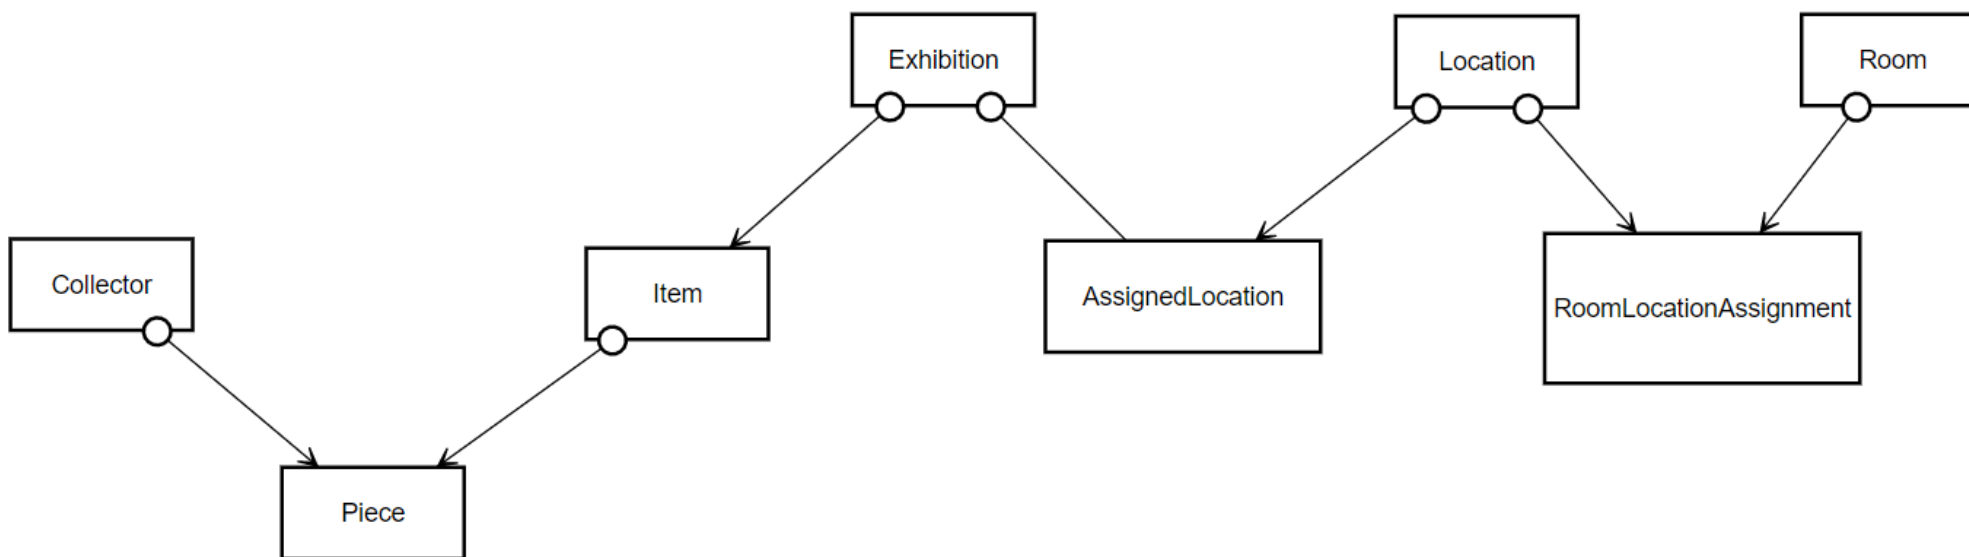 Exhibition
Location
Room
Collector
Item
AssignedLocation
RoomLocationAssignment
Piece